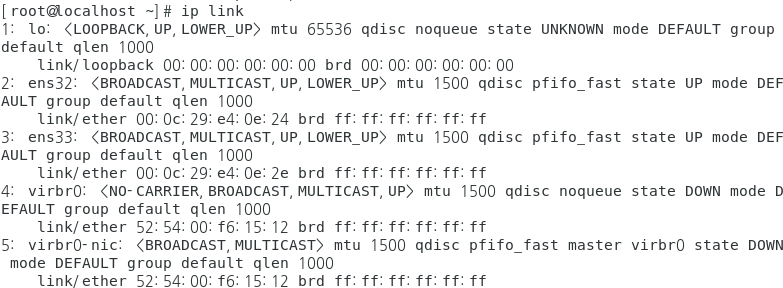 [root@localhost ~]# ip link
1: lo: <LOOPBACK,UP,LOWER_UP> mtu 65536 qdisc noqueue state UNKNOWN mode DEFAULT group
default qlen 1000
    link/loopback 00:00:00:00:00:00 brd 00:00:00:00:00:00
2: ens32: <BROADCAST,MULTICAST,UP,LOWER_UP> mtu 1500 qdisc pfifo_fast state UP mode DEF
AULT group default qlen 1000
    link/ether 00:0c:29:e4:0e:24 brd ff:ff:ff:ff:ff:ff
3: ens33: <BROADCAST,MULTICAST,UP,LOWER_UP> mtu 1500 qdisc pfifo_fast state UP mode DEF
AULT group default qlen 1000
    link/ether 00:0c:29:e4:0e:2e brd ff:ff:ff:ff:ff:ff
4: virbr0: <NO-CARRIER,BROADCAST,MULTICAST,UP> mtu 1500 qdisc noqueue state DOWN mode D
EFAULT group default qlen 1000
    link/ether 52:54:00:f6:15:12 brd ff:ff:ff:ff:ff:ff
5: virbr0-nic: <BROADCAST,MULTICAST> mtu 1500 qdisc pfifo_fast master virbr0 state DOWN
 mode DEFAULT group default qlen 1000
    link/ether 52:54:00:f6:15:12 brd ff:ff:ff:ff:ff:ff